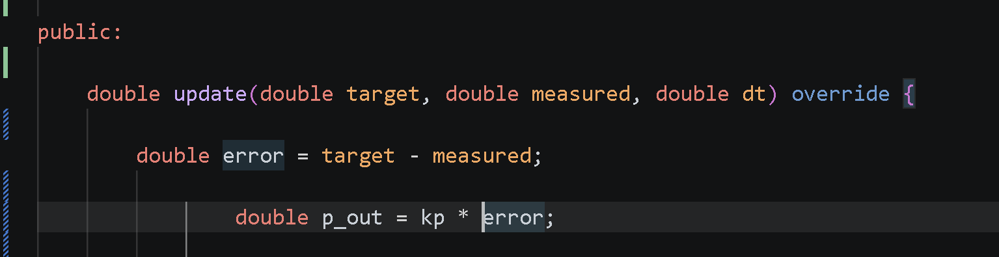 public:
double update(double target, double measured, double dt) override {
double error = target - measured;
double p_out = kp * error;